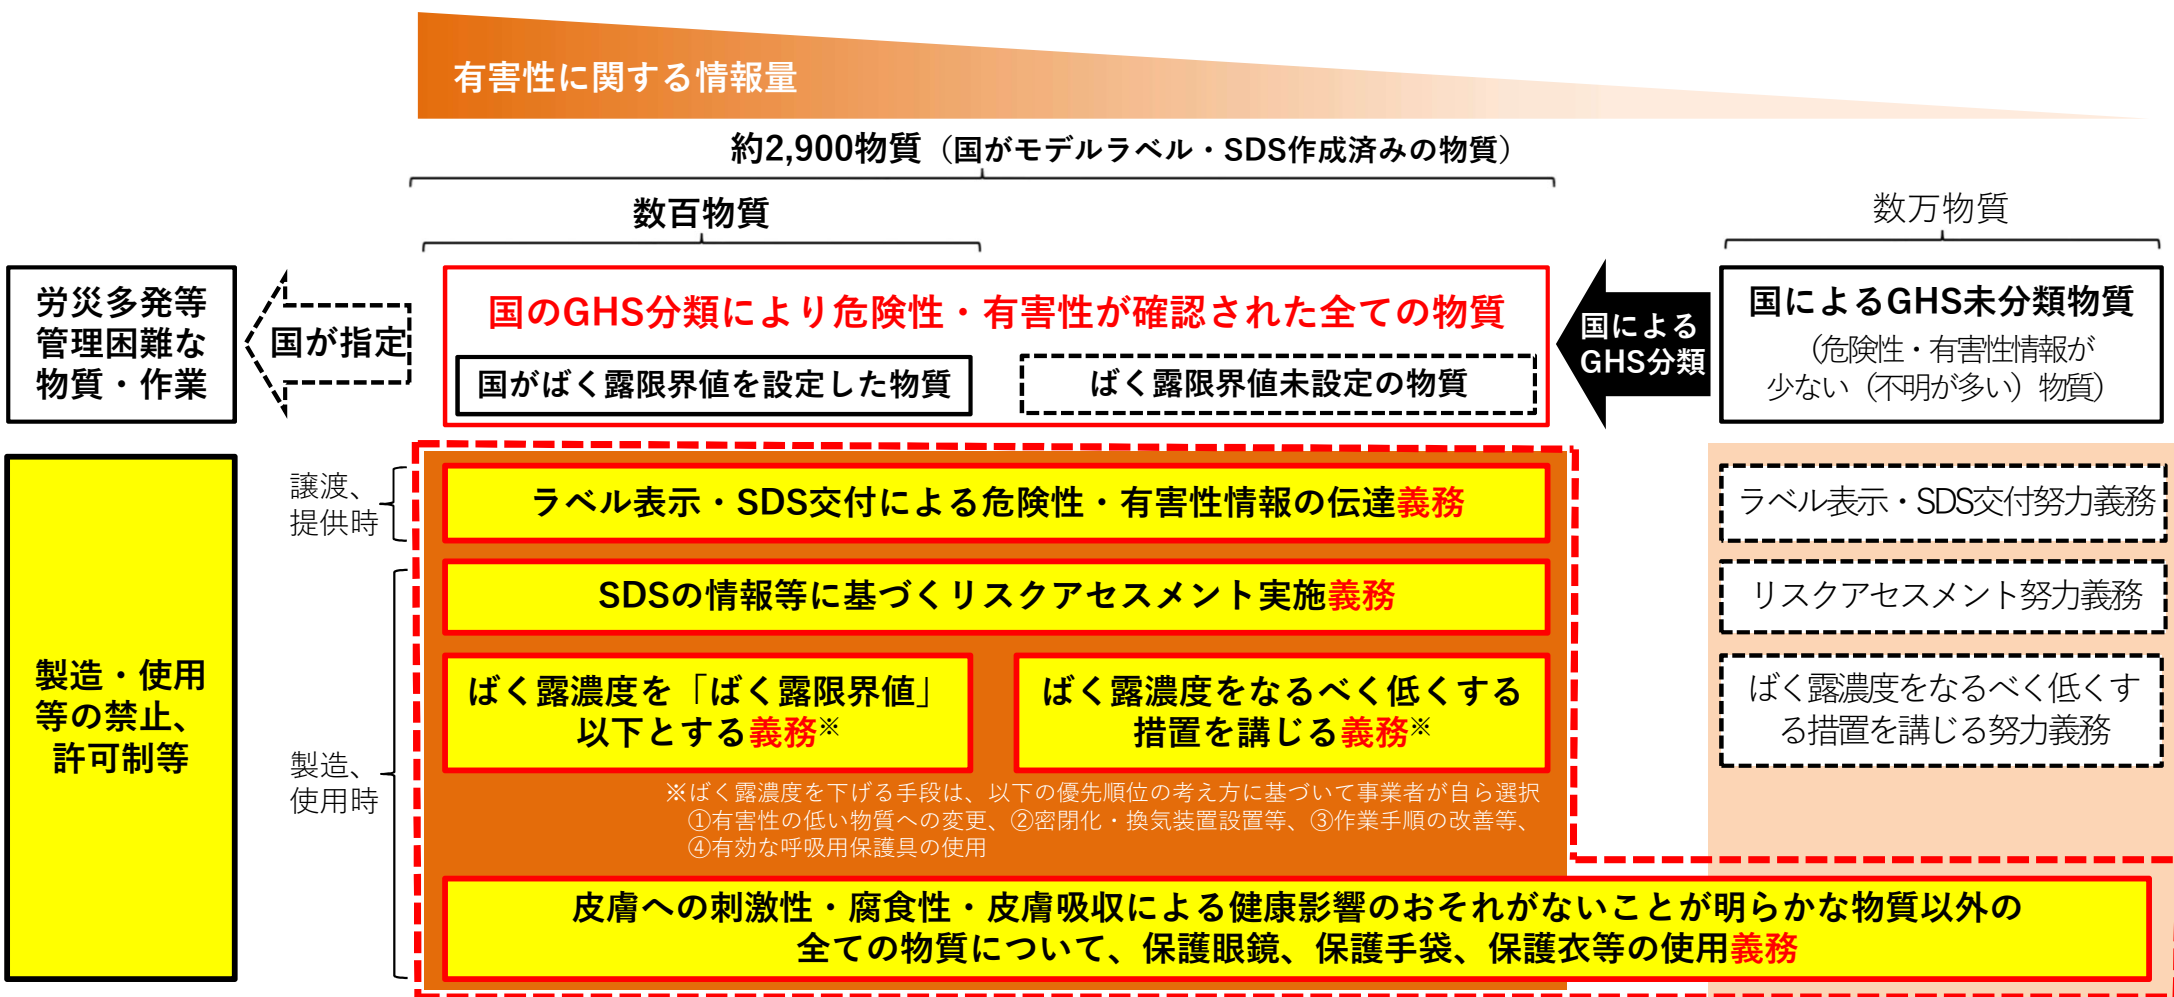 有害性に関する情報量
約2,900物質（国がモデルラベル・SDS作成済みの物質）
数百物質
数万物質
労災多発等
管理困難な
物質・作業
国が指定
国のGHS分類により危険性・有害性が確認された全ての物質
国がばく露限界値を設定した物質
ばく露限界値未設定の物質
国による
GHS分類
国によるGHS未分類物質
（危険性・有害性情報が
少ない（不明が多い）物質）
製造・使用
等の禁止、
許可制等
譲渡、
提供時
ラベル表示・SDS交付による危険性・有害性情報の伝達義務
ラベル表示・SDS交付努力義務
製造、
使用時
SDSの情報等に基づくリスクアセスメント実施義務
リスクアセスメント努力義務
ばく露濃度を「ばく露限界値」
以下とする義務※
ばく露濃度をなるべく低くする
措置を講じる義務※
ばく露濃度をなるべく低くす
る措置を講じる努力義務
※ばく露濃度を下げる手段は、以下の優先順位の考え方に基づいて事業者が自ら選択
①有害性の低い物質への変更、②密閉化・換気装置設置等、③作業手順の改善等、
④有効な呼吸用保護具の使用
皮膚への刺激性・腐食性・皮膚吸収による健康影響のおそれがないことが明らかな物質以外の
全ての物質について、保護眼鏡、保護手袋、保護衣等の使用義務